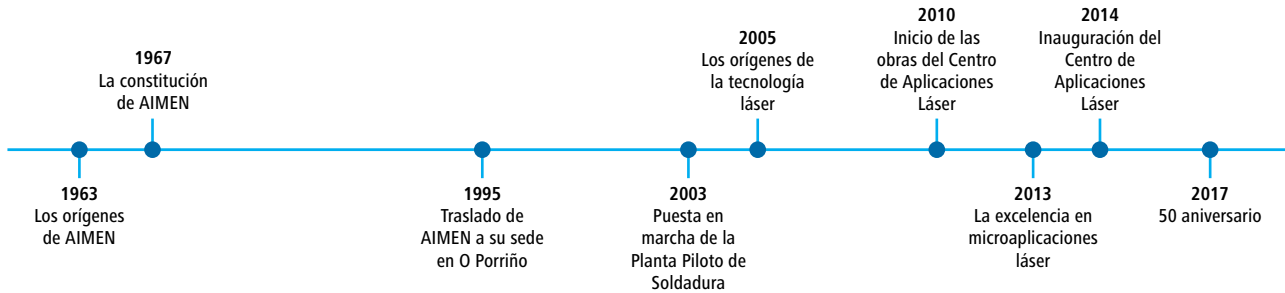 1963
Los orígenes
de AIMEN
1967
La constitución
de AIMEN
1995
Traslado de
AIMEN a su sede
en O Porriño
2003
Puesta en
marcha de la
Planta Piloto de
Soldadura
2005
Los orígenes de
la tecnología
láser
2010
Inicio de las
obras del Centro
de Aplicaciones
Láser
2013
La excelencia en
microaplicaciones
láser
2014
Inauguración del
Centro de
Aplicaciones
Láser
2017
50 aniversario